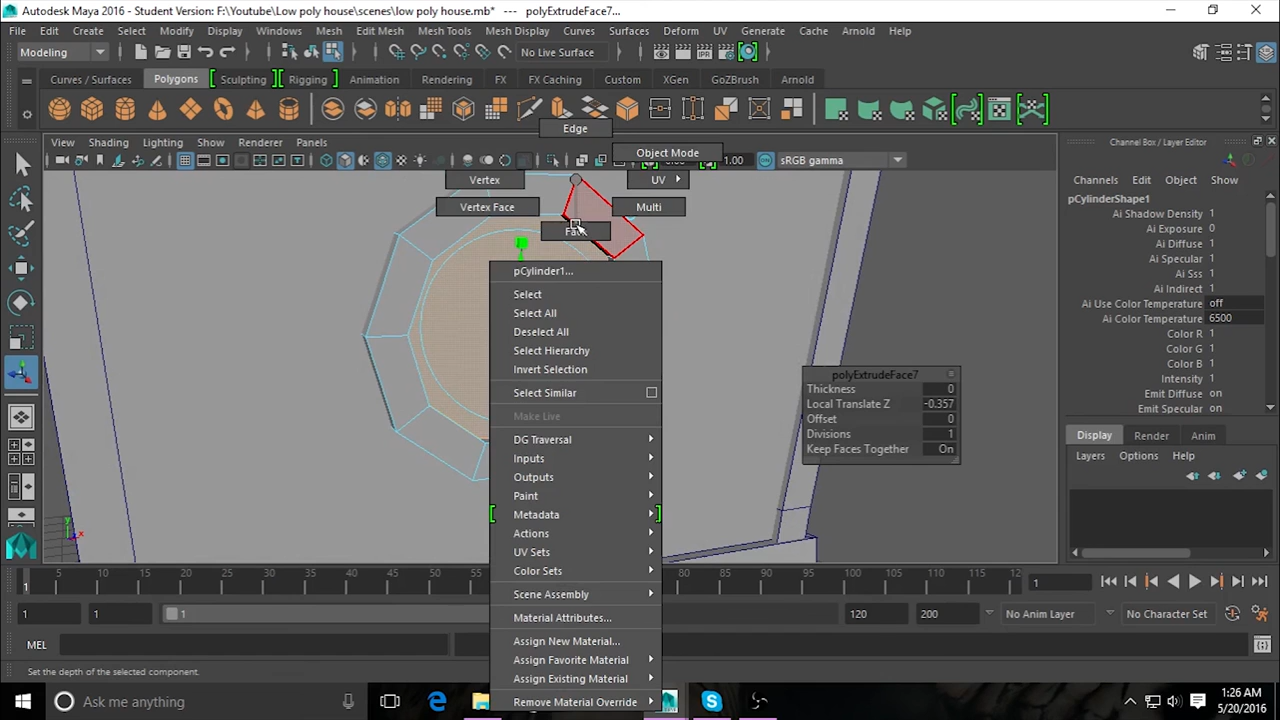 Autodesk Maya 2016 - Student Version: F:\Youtube\Low poly house\scenes\low poly house.mb* --- polyExtrudeFace7...
File Edit Create Select Modify Display Windows Mesh Edit Mesh Mesh Tools Mesh Display Curves Surfaces Deform UV Generate Cache Arnold Help
Modeling No Live Surface
Curves / Surfaces Polygons Sculpting Rigging Animation Rendering FX FX Caching Custom XGen GoZBrush Arnold
Edge
View Shading Lighting Show Renderer Panels
Channel Box / Layer Editor
Object Mode
1.00 sRGB gamma
Vertex UV
Channels Edit Object Show
Vertex Face Multi
pCylinderShape1
Ai Shadow Density 1
Ai Exposure 0
Ai Diffuse 1
Ai Specular 1
Ai Sss 1
Ai Indirect 1
Ai Use Color Temperature off
Ai Color Temperature 6500
Color R 1
Color G 1
Color B 1
Intensity 1
Emit Diffuse on
Emit Specular on
pCylinder1...
Select
Select All
Deselect All
Select Hierarchy
Invert Selection
Select Similar
Make Live
DG Traversal
Inputs
Outputs
Paint
Metadata
Actions
UV Sets
Color Sets
Scene Assembly
Material Attributes...
Assign New Material...
Assign Favorite Material
Assign Existing Material
Remove Material Override
polyExtrudeFace7
Thickness 0
Local Translate Z -0.357
Offset 0
Divisions 1
Keep Faces Together On
Display Render Anim
Layers Options Help
y
x
5 10 15 20 25 30 35 40 45 50 55 60 80 85 90 95 100 105 110 115 12
1
1
1 1 1 120 200 No Anim Layer No Character Set
MEL
Set the depth of the selected component.
Ask me anything
1:26 AM
5/20/2016